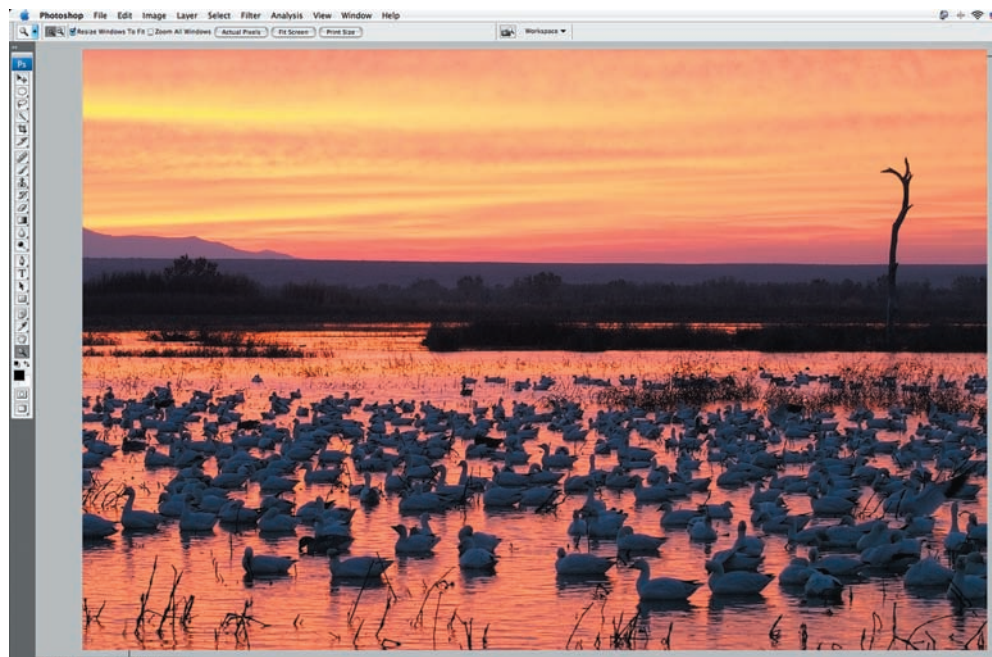 Photoshop File Edit Image Layer Select Filter Analysis View Window Help
Resize Windows To Fit Zoom All Windows Actual Pixels Fit Screen Print Size Workspace
Ps
T